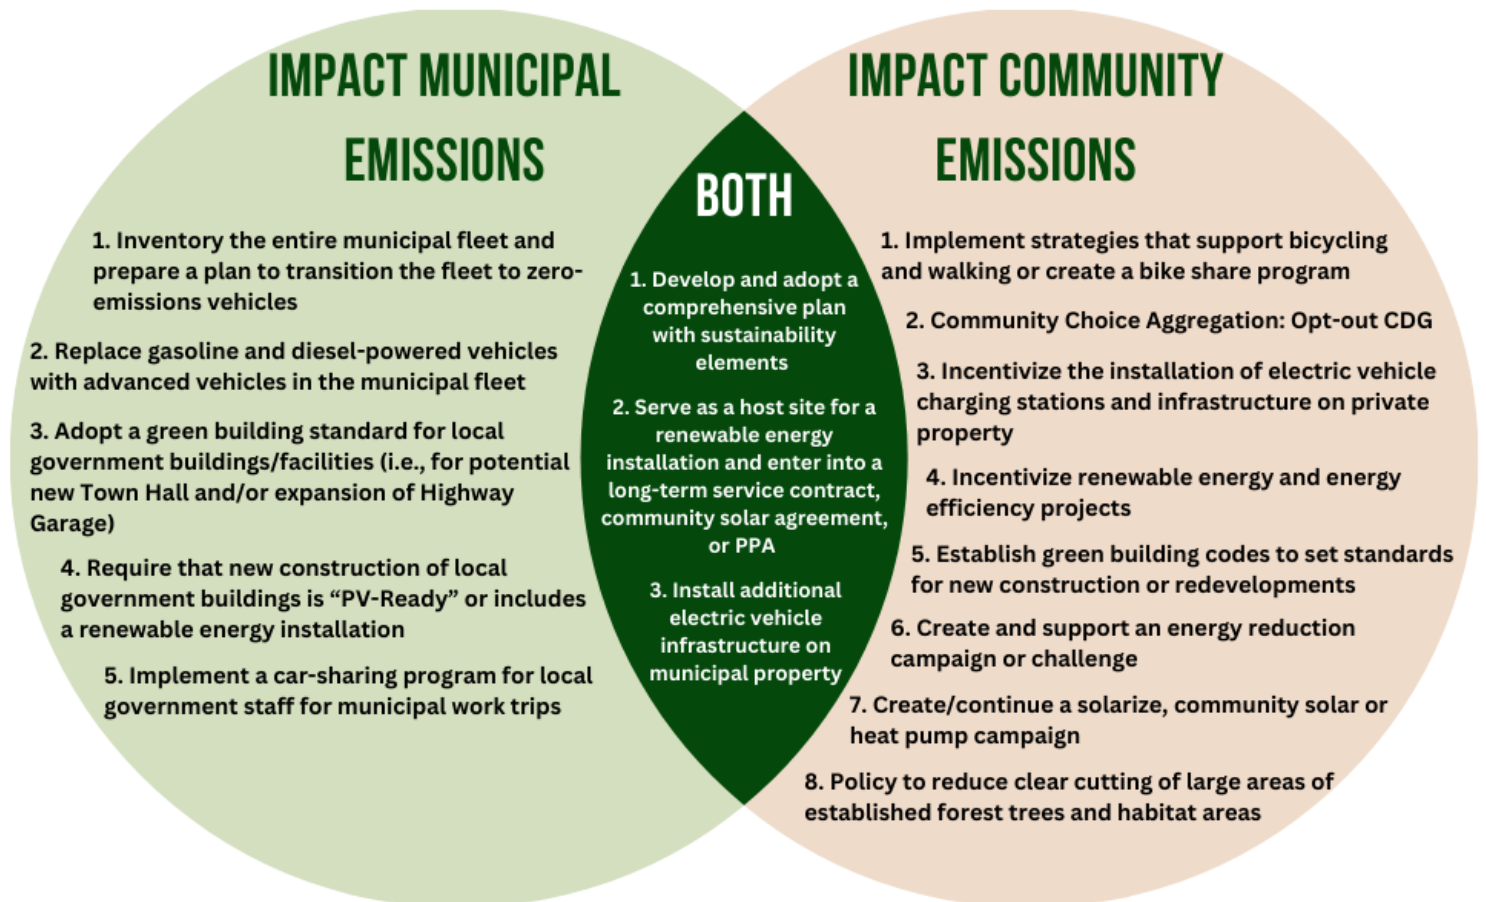 IMPACT MUNICIPAL
EMISSIONS
1. Inventory the entire municipal fleet and
prepare a plan to transition the fleet to zero-
emissions vehicles
2. Replace gasoline and diesel-powered vehicles
with advanced vehicles in the municipal fleet
3. Adopt a green building standard for local
government buildings/facilities (i.e., for potential
new Town Hall and/or expansion of Highway
Garage)
4. Require that new construction of local
government buildings is “PV-Ready” or includes
a renewable energy installation
5. Implement a car-sharing program for local
government staff for municipal work trips
BOTH
1. Develop and adopt a
comprehensive plan
with sustainability
elements
2. Serve as a host site for a
renewable energy
installation and enter into a
long-term service contract,
community solar agreement,
or PPA
3. Install additional
electric vehicle
infrastructure on
municipal property
IMPACT COMMUNITY
EMISSIONS
1. Implement strategies that support bicycling
and walking or create a bike share program
2. Community Choice Aggregation: Opt-out CDG
3. Incentivize the installation of electric vehicle
charging stations and infrastructure on private
property
4. Incentivize renewable energy and energy
efficiency projects
5. Establish green building codes to set standards
for new construction or redevelopments
6. Create and support an energy reduction
campaign or challenge
7. Create/continue a solarize, community solar or
heat pump campaign
8. Policy to reduce clear cutting of large areas of
established forest trees and habitat areas